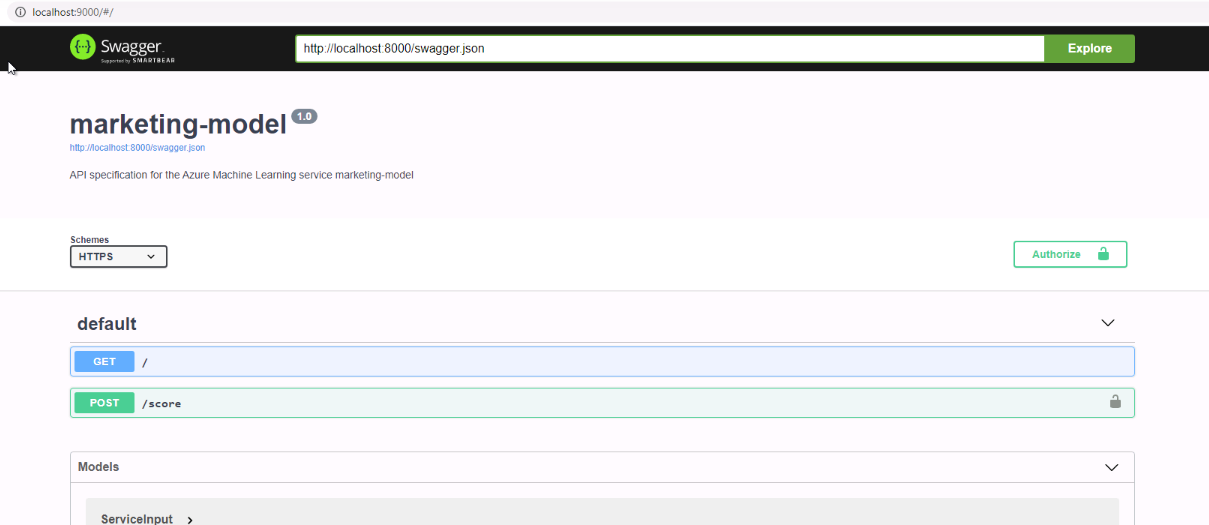 localhost:9000/#/
Swagger
Supported by SMARTBEAR
http://localhost:8000/swagger.json
Explore
marketing-model 1.0
http://localhost:8000/swagger.json
API specification for the Azure Machine Learning service marketing-model
Schemes
HTTPS
Authorize
default
GET /
POST /score
Models
ServiceInput